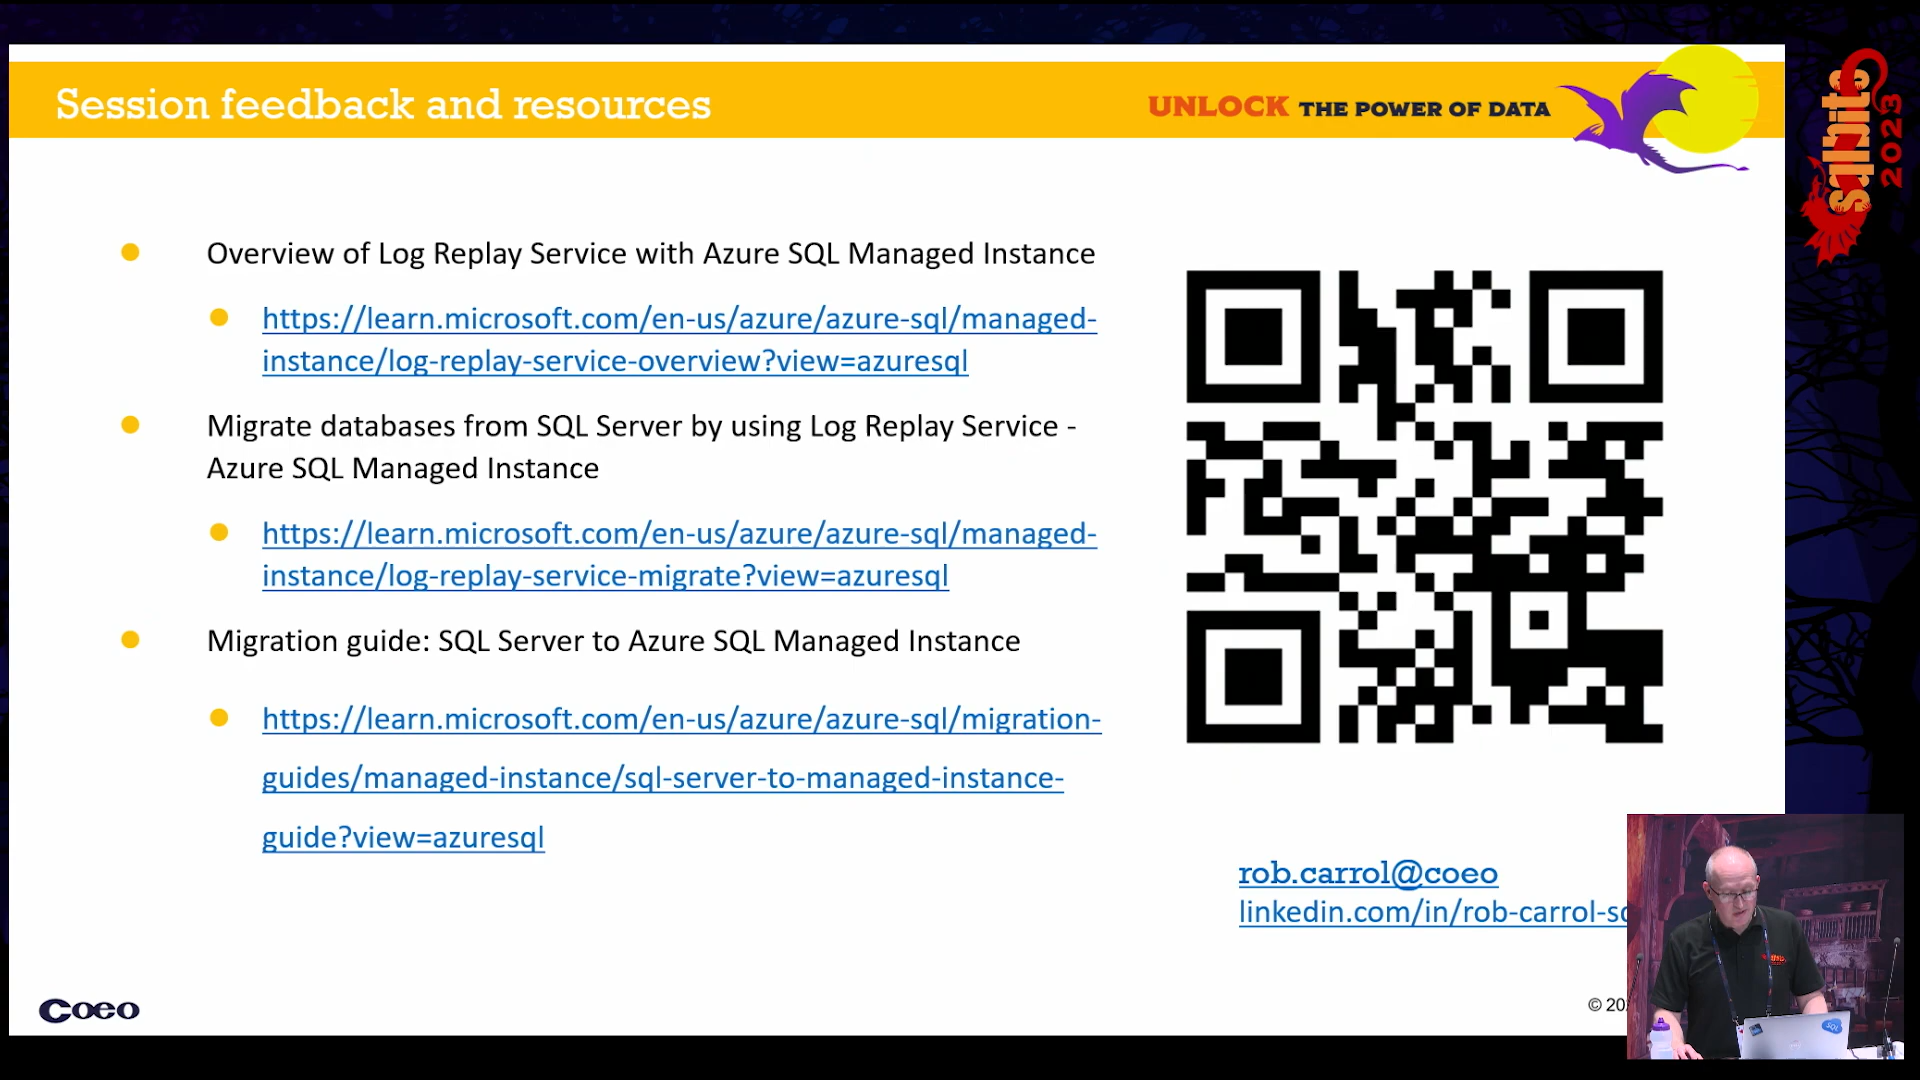 Session feedback and resources
UNLOCK THE POWER OF DATA
sqlbits
2023
Overview of Log Replay Service with Azure SQL Managed Instance
https://learn.microsoft.com/en-us/azure/azure-sql/managed-
instance/log-replay-service-overview?view=azuresql
Migrate databases from SQL Server by using Log Replay Service -
Azure SQL Managed Instance
https://learn.microsoft.com/en-us/azure/azure-sql/managed-
instance/log-replay-service-migrate?view=azuresql
Migration guide: SQL Server to Azure SQL Managed Instance
https://learn.microsoft.com/en-us/azure/azure-sql/migration-
guides/managed-instance/sql-server-to-managed-instance-
guide?view=azuresql
rob.carrol@coeo
linkedin.com/in/rob-carrol-
Coeo
© 20
SQL